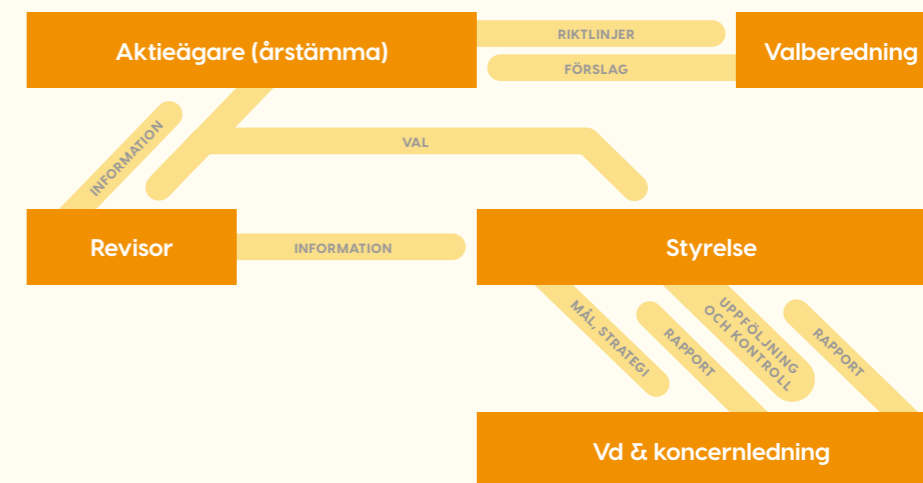 Aktieägare (årstämma)
RIKTLINJER
FÖRSLAG
Valberedning
INFORMATION
VAL
Revisor
INFORMATION
Styrelse
MÅL, STRATEGI
RAPPORT
UPPFÖLJNING
OCH KONTROLL
RAPPORT
Vd & koncernledning